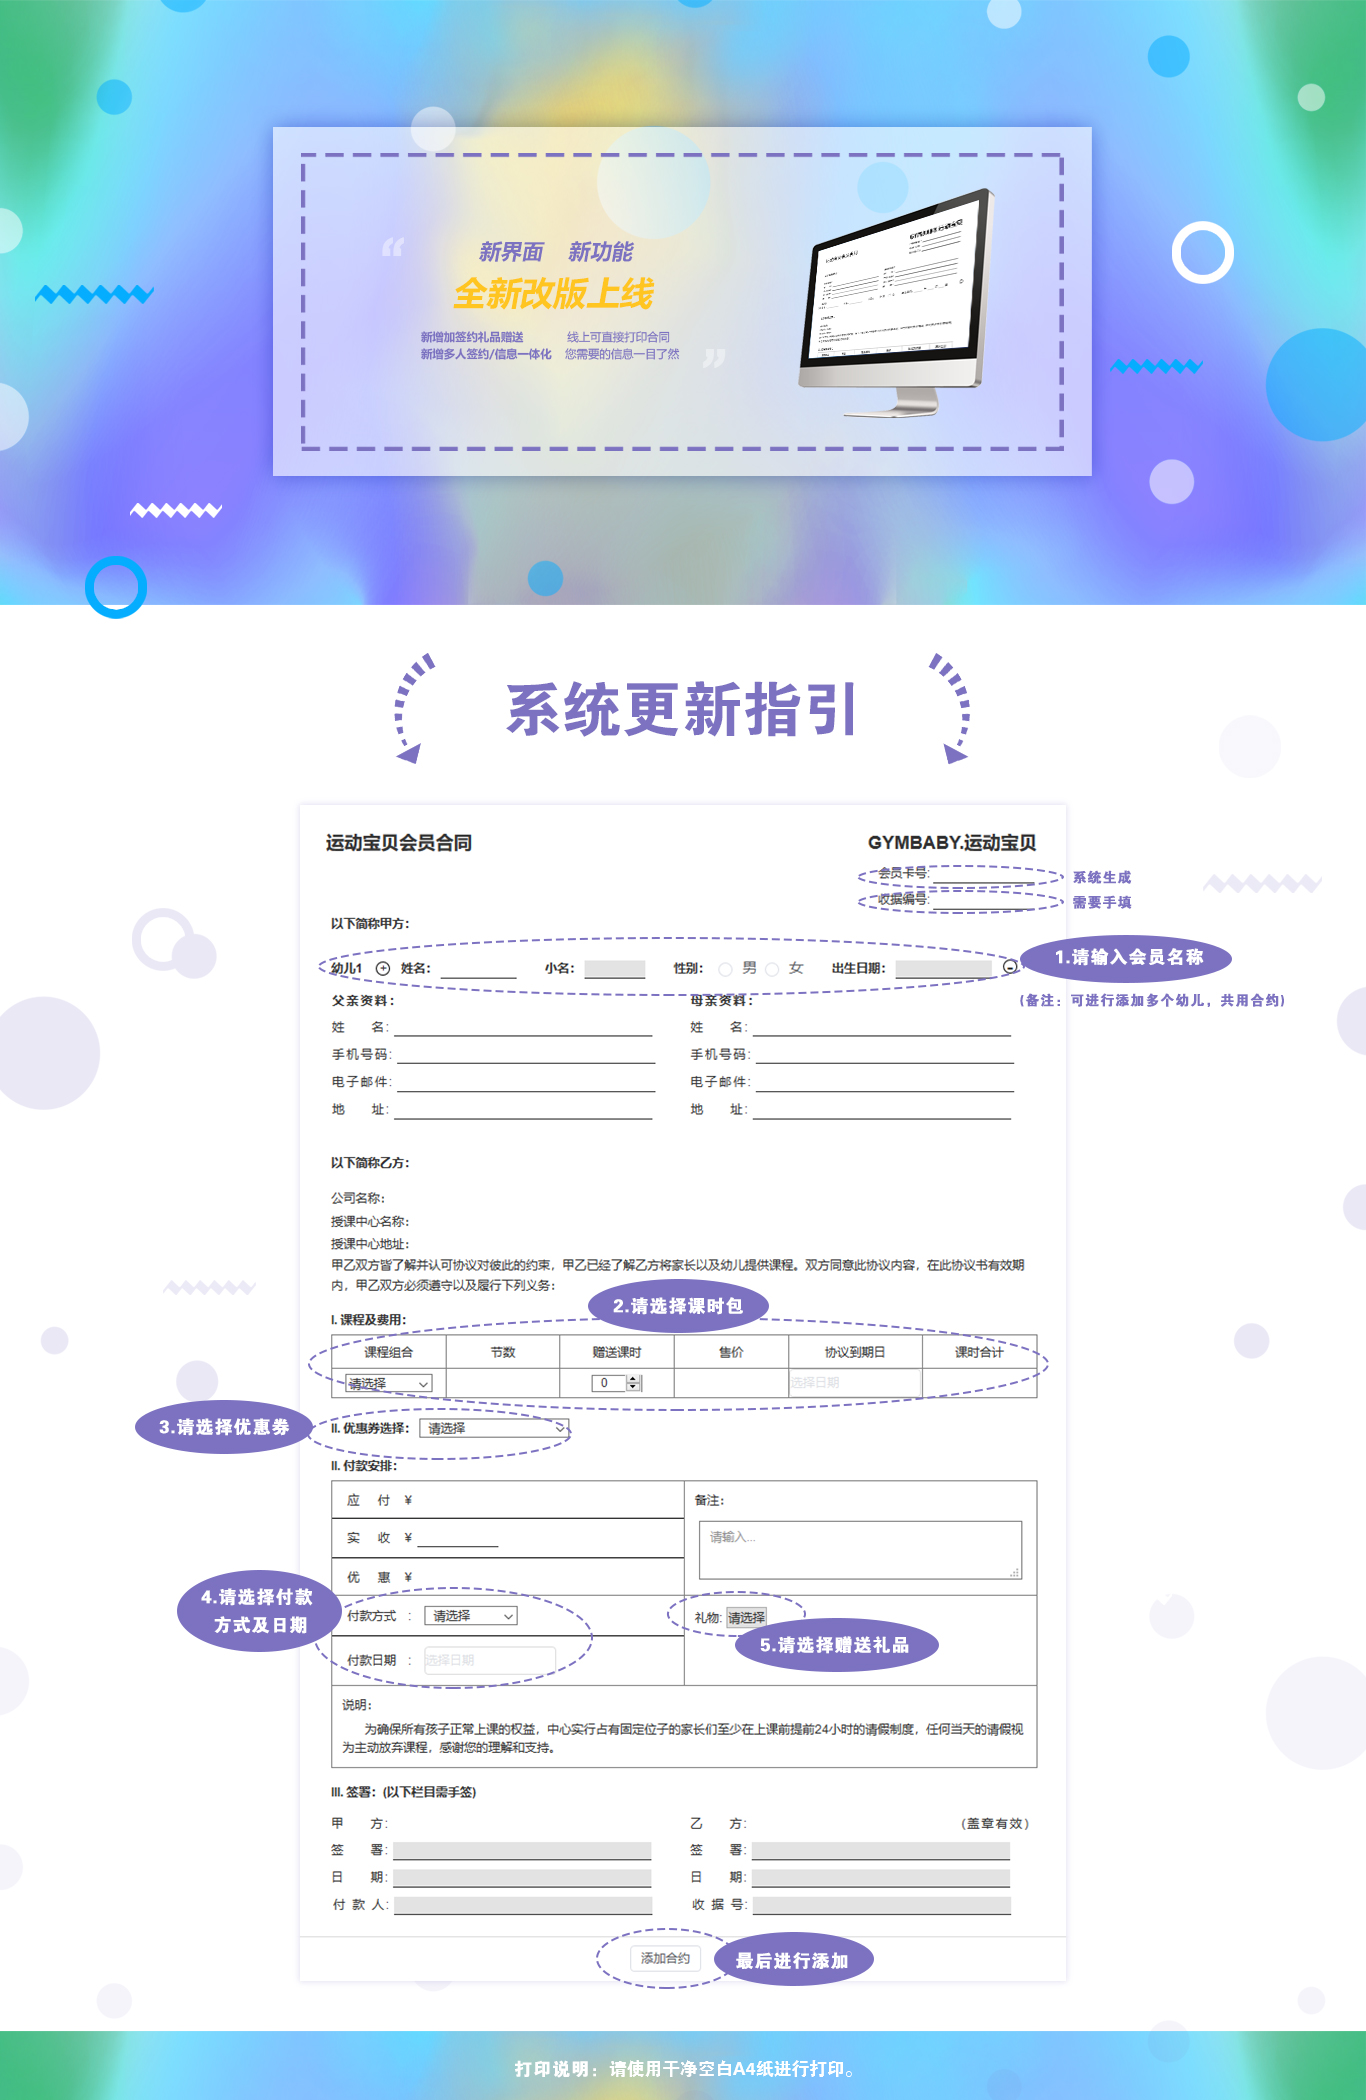 “
新界面 新功能
全新改版上线
新增加签约礼品赠送 线上可直接打印合同
新增多人签约/信息一体化 您需要的信息一目了然
”
系统更新指引
运动宝贝会员合同 GYMBABY.运动宝贝
会员卡号: 系统生成
收据编号: 需要手填
以下简称甲方：
幼儿1 姓名： 小名： 性别： 男 女 出生日期： 1.请输入会员名称
(备注：可进行添加多个幼儿，共用合约)
父亲资料： 母亲资料：
姓 名: 姓 名:
手机号码: 手机号码:
电子邮件: 电子邮件:
地 址: 地 址:
以下简称乙方：
公司名称：
授课中心名称：
授课中心地址：
甲乙双方皆了解并认可协议对彼此的约束，甲乙已经了解乙方将家长以及幼儿提供课程。双方同意此协议内容，在此协议书有效期
内，甲乙双方必须遵守以及履行下列义务：
2.请选择课时包
I. 课程及费用：
课程组合 节数 赠送课时 售价 协议到期日 课时合计
请选择 0 选择日期
3.请选择优惠券
II. 优惠券选择： 请选择
II. 付款安排：
应 付 ¥ 备注：
实 收 ¥ 请输入...
优 惠 ¥
4.请选择付款
方式及日期
付款方式 : 请选择 礼物: 请选择
5.请选择赠送礼品
付款日期 : 选择日期
说明：
为确保所有孩子正常上课的权益，中心实行占有固定位子的家长们至少在上课前提前24小时的请假制度，任何当天的请假视
为主动放弃课程，感谢您的理解和支持。
III. 签署：(以下栏目需手签)
甲 方: 乙 方: (盖章有效)
签 署: 签 署:
日 期: 日 期:
付 款 人: 收 据 号:
添加合约 最后进行添加
打印说明：请使用干净空白A4纸进行打印。